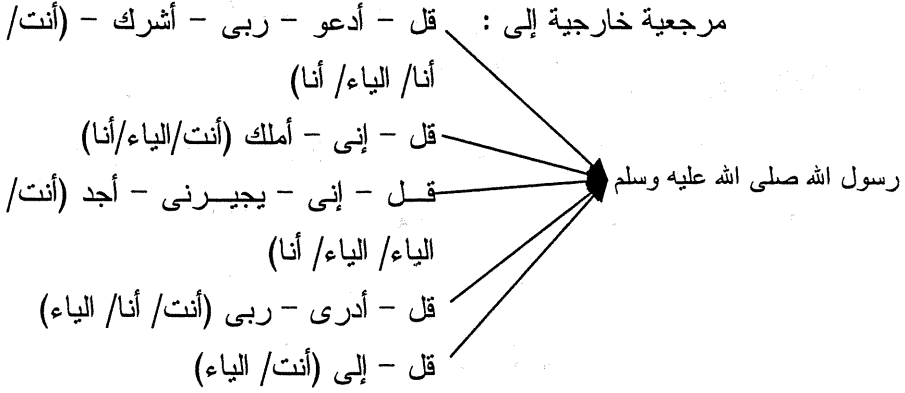 مرجعية خارجية إلى : قل – أدعو – ربى – أشرك – (أنت/
أنا/ الياء/ أنا)
قل – إنى – أملك (أنت/الياء/أنا)
رسول الله صلى الله عليه وسلم
قــل – إنى – يجيــرنى – أجد (أنت/
الياء/ الياء/ أنا)
قل – أدرى – ربى (أنت/ أنا/ الياء)
قل – إلى (أنت/ الياء)